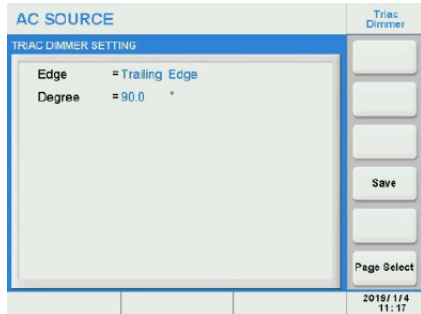 AC SOURCE
Triac
Dimmer
TRIAC DIMMER SETTING
Edge =Trailing Edge
Degree =90.0 °
Save
Page Select
2019/ 1/4
11:17